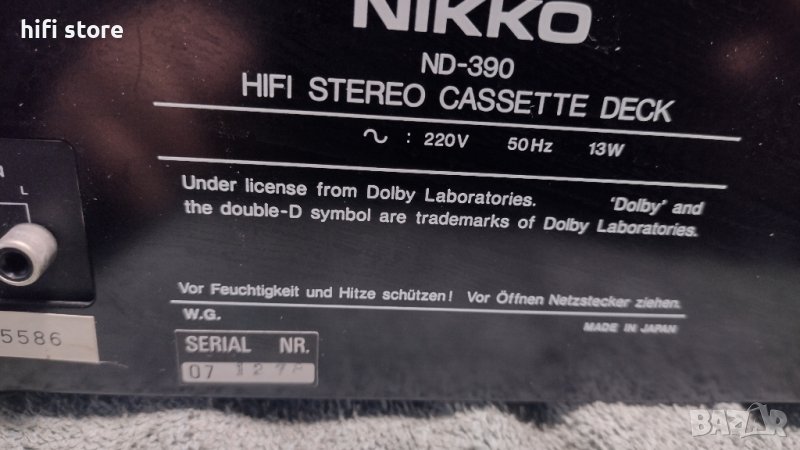 hifi store
NIKKO
ND-390
HIFI STEREO CASSETTE DECK
∿ : 220V 50Hz 13W
N
L
Under license from Dolby Laboratories. 'Dolby' and
the double-D symbol are trademarks of Dolby Laboratories.
Vor Feuchtigkeit und Hitze schützen! Vor Öffnen Netzstecker ziehen.
W.G. MADE IN JAPAN
5586
SERIAL NR.
07
BAZAR